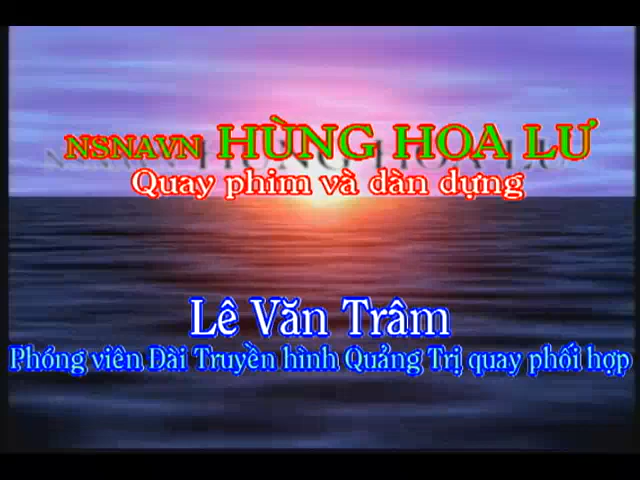 NSNAVN HÙNG HOA LƯ
Quay phim và dàn dựng
Lê Văn Trâm
Phóng viên Đài Truyền hình Quảng Trị quay phối hợp